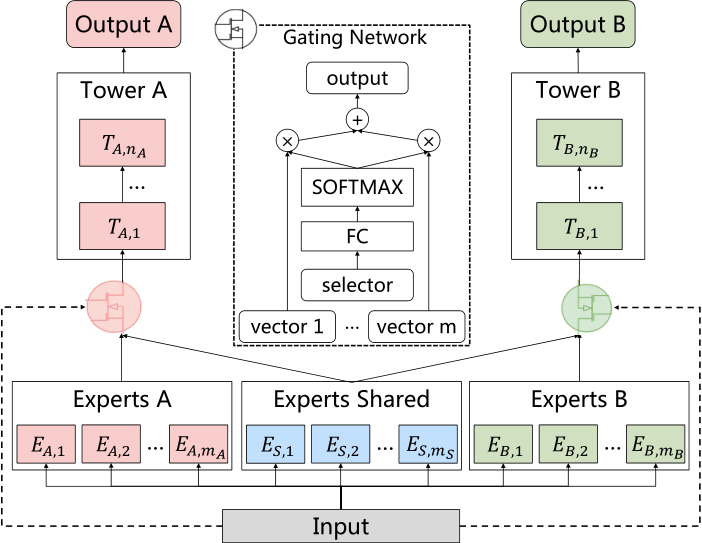 Output A
Output B
Gating Network
Tower A
output
Tower B
+
× ×
T_{A,n_A}
T_{B,n_B}
...
SOFTMAX
...
T_{A,1}
FC
T_{B,1}
selector
vector 1 ... vector m
Experts A
Experts Shared
Experts B
E_{A,1} E_{A,2} ... E_{A,m_A}
E_{S,1} E_{S,2} ... E_{S,m_S}
E_{B,1} E_{B,2} ... E_{B,m_B}
Input